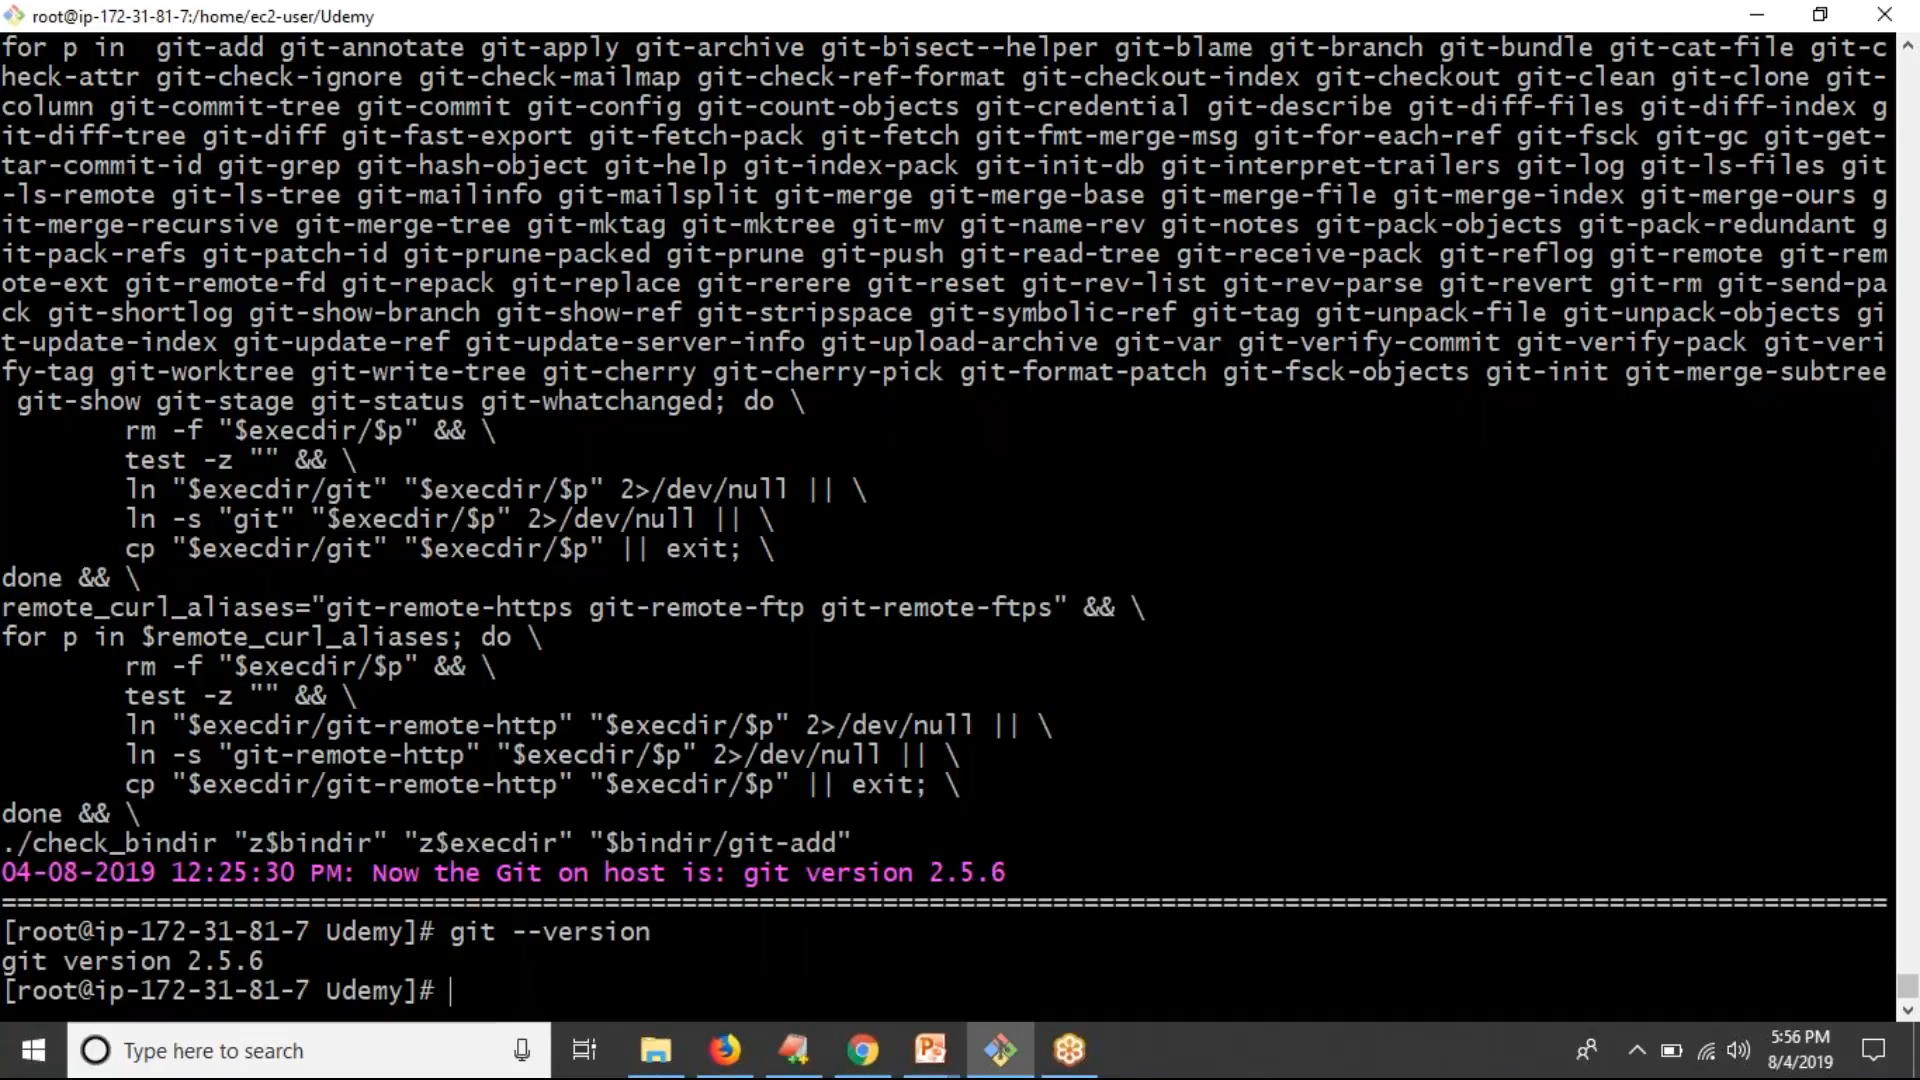 root@ip-172-31-81-7:/home/ec2-user/Udemy
for p in  git-add git-annotate git-apply git-archive git-bisect--helper git-blame git-branch git-bundle git-cat-file git-c
heck-attr git-check-ignore git-check-mailmap git-check-ref-format git-checkout-index git-checkout git-clean git-clone git-
column git-commit-tree git-commit git-config git-count-objects git-credential git-describe git-diff-files git-diff-index g
it-diff-tree git-diff git-fast-export git-fetch-pack git-fetch git-fmt-merge-msg git-for-each-ref git-fsck git-gc git-get-
tar-commit-id git-grep git-hash-object git-help git-index-pack git-init-db git-interpret-trailers git-log git-ls-files git
-ls-remote git-ls-tree git-mailinfo git-mailsplit git-merge git-merge-base git-merge-file git-merge-index git-merge-ours g
it-merge-recursive git-merge-tree git-mktag git-mktree git-mv git-name-rev git-notes git-pack-objects git-pack-redundant g
it-pack-refs git-patch-id git-prune-packed git-prune git-push git-read-tree git-receive-pack git-reflog git-remote git-rem
ote-ext git-remote-fd git-repack git-replace git-rerere git-reset git-rev-list git-rev-parse git-revert git-rm git-send-pa
ck git-shortlog git-show-branch git-show-ref git-stripspace git-symbolic-ref git-tag git-unpack-file git-unpack-objects gi
t-update-index git-update-ref git-update-server-info git-upload-archive git-var git-verify-commit git-verify-pack git-veri
fy-tag git-worktree git-write-tree git-cherry git-cherry-pick git-format-patch git-fsck-objects git-init git-merge-subtree
 git-show git-stage git-status git-whatchanged; do \
        rm -f "$execdir/$p" && \
        test -z "" && \
        ln "$execdir/git" "$execdir/$p" 2>/dev/null || \
        ln -s "git" "$execdir/$p" 2>/dev/null || \
        cp "$execdir/git" "$execdir/$p" || exit; \
done && \
remote_curl_aliases="git-remote-https git-remote-ftp git-remote-ftps" && \
for p in $remote_curl_aliases; do \
        rm -f "$execdir/$p" && \
        test -z "" && \
        ln "$execdir/git-remote-http" "$execdir/$p" 2>/dev/null || \
        ln -s "git-remote-http" "$execdir/$p" 2>/dev/null || \
        cp "$execdir/git-remote-http" "$execdir/$p" || exit; \
done && \
./check_bindir "z$bindir" "z$execdir" "$bindir/git-add"
04-08-2019 12:25:30 PM: Now the Git on host is: git version 2.5.6
==========================================================================================================================
[root@ip-172-31-81-7 Udemy]# git --version
git version 2.5.6
[root@ip-172-31-81-7 Udemy]#
Type here to search
5:56 PM
8/4/2019